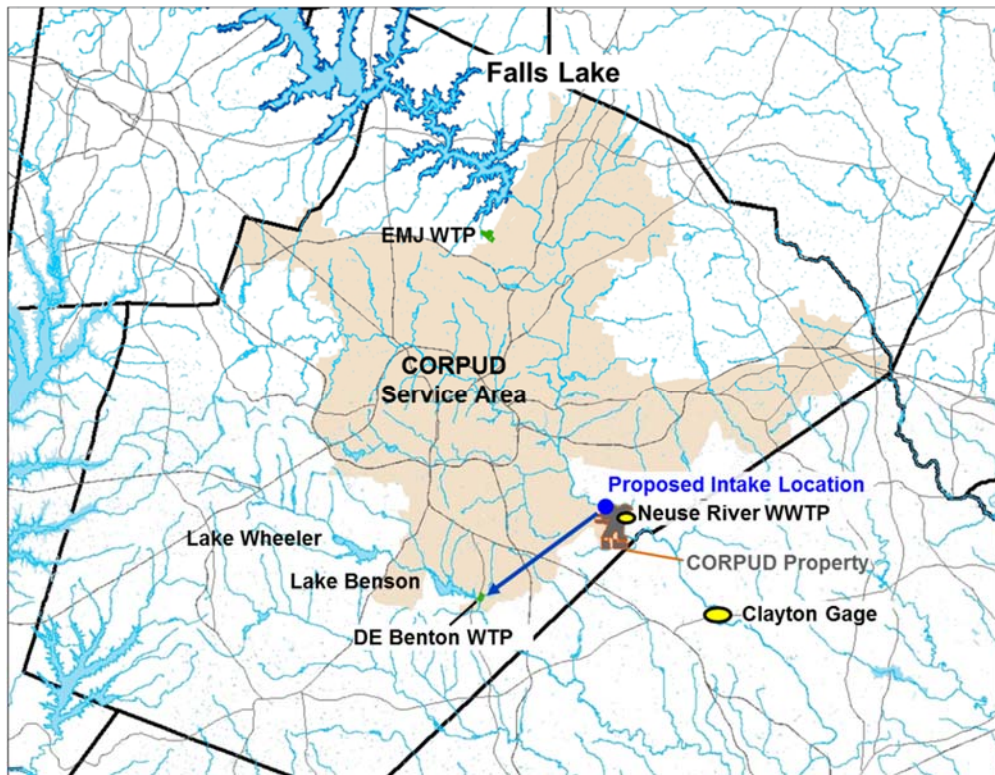 Falls Lake
EMJ WTP
CORPUD
Service Area
Proposed Intake Location
Neuse River WWTP
Lake Wheeler
CORPUD Property
Lake Benson
Clayton Gage
DE Benton WTP